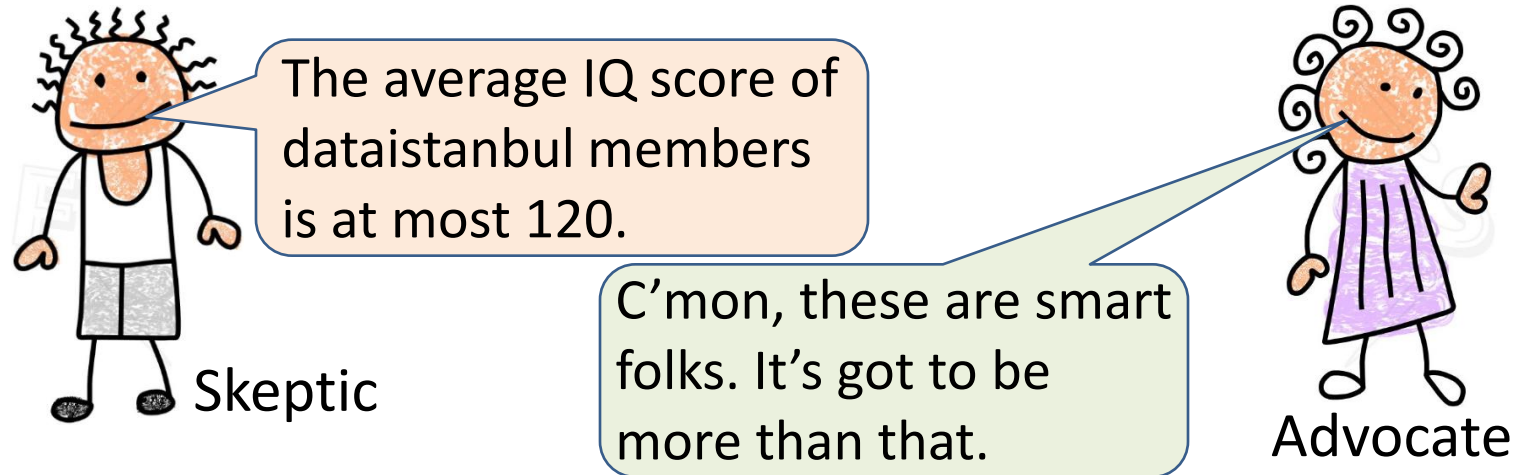 The average IQ score of
dataistanbul members
is at most 120.
C’mon, these are smart
folks. It’s got to be
more than that.
Skeptic
Advocate